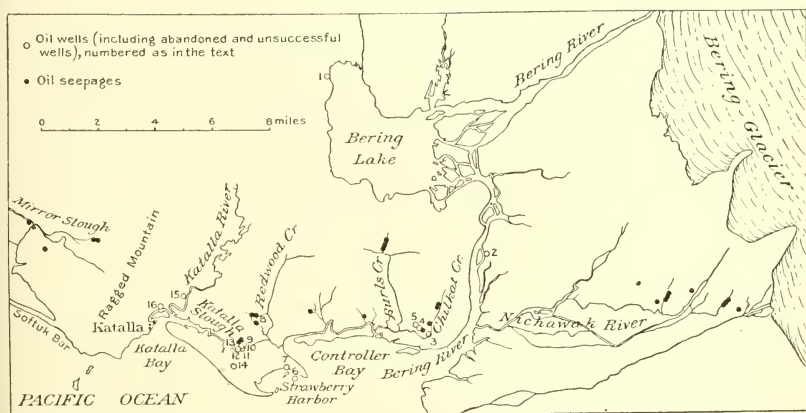 Oil wells (including abandoned and unsuccessful
wells), numbered as in the text
Oil seepages
0 2 4 6 8 miles
Bering River
Bering Glacier
1
Bering
Lake
Mirror Slough
Ragged Mountain
Katalla River
Redwood Cr
Burls Cr
Chilkat Cr
2
15
16
Katalla
Slough
8
5
4
3
Nichawak River
Katalla
Softuk Bar
Katalla
Bay
13 9
10
12 11
14
Controller
Bay
Bering River
7
6
Strawberry
Harbor
PACIFIC OCEAN